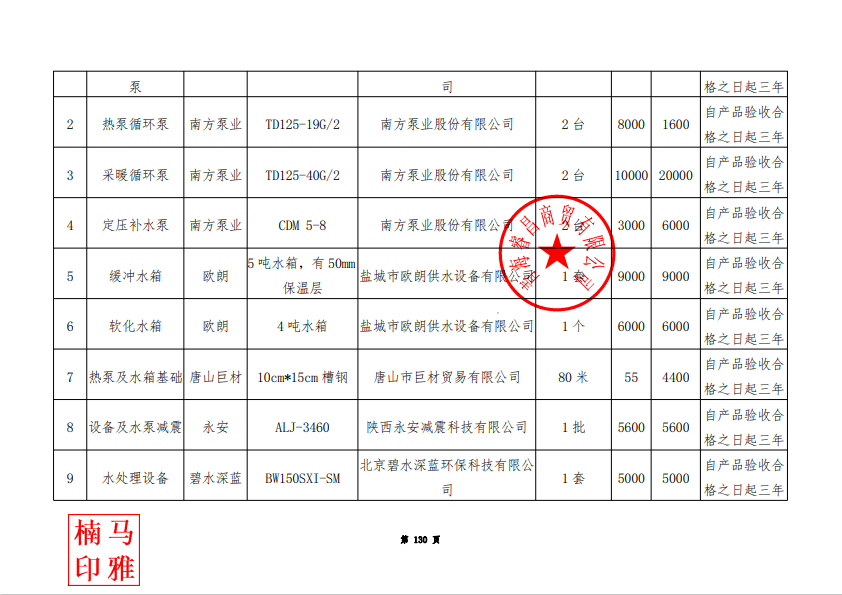 泵 司 格之日起三年
2 热泵循环泵 南方泵业 TD125-19G/2 南方泵业股份有限公司 2 台 8000 1600 自产品验收合
格之日起三年
3 采暖循环泵 南方泵业 TD125-40G/2 南方泵业股份有限公司 2 台 10000 20000 自产品验收合
格之日起三年
4 定压补水泵 南方泵业 CDM 5-8 南方泵业股份有限公司 2 台 3000 6000 自产品验收合
格之日起三年
5 缓冲水箱 欧朗 5 吨水箱，有 50mm
保温层 盐城市欧朗供水设备有限公司 1 套 9000 9000 自产品验收合
格之日起三年
6 软化水箱 欧朗 4 吨水箱 盐城市欧朗供水设备有限公司 1 个 6000 6000 自产品验收合
格之日起三年
7 热泵及水箱基础 唐山巨材 10cm*15cm 槽钢 唐山市巨材贸易有限公司 80 米 55 4400 自产品验收合
格之日起三年
8 设备及水泵减震 永安 ALJ-3460 陕西永安减震科技有限公司 1 批 5600 5600 自产品验收合
格之日起三年
9 水处理设备 碧水深蓝 BW150SXI-SM 北京碧水深蓝环保科技有限公
司 1 套 5000 5000 自产品验收合
格之日起三年
商贸有限公司
楠马
印雅
第 130 页